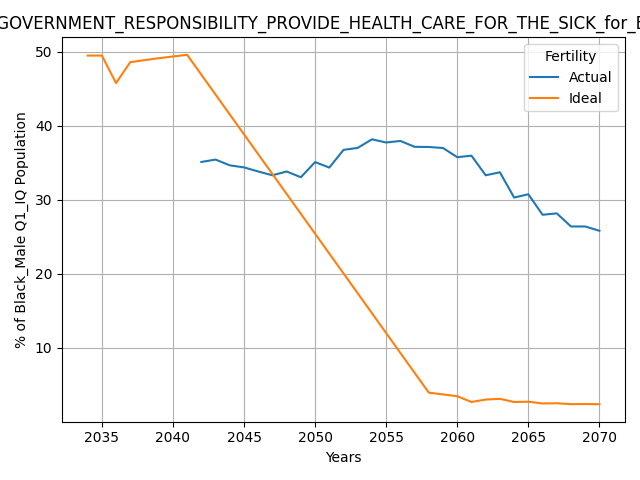 GOVERNMENT_RESPONSIBILITY_PROVIDE_HEALTH_CARE_FOR_THE_SICK_for_
Fertility
Actual
Ideal
% of Black_Male Q1_IQ Population
50
40
30
20
10
2035 2040 2045 2050 2055 2060 2065 2070
Years